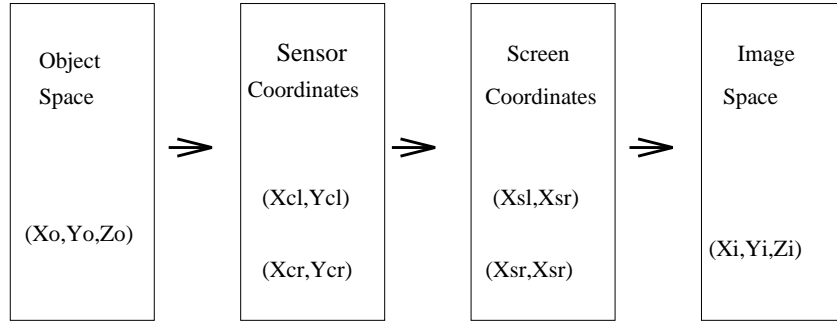 Object
Space
(Xo,Yo,Zo)
Sensor
Coordinates
(Xcl,Ycl)
(Xcr,Ycr)
Screen
Coordinates
(Xsl,Xsr)
(Xsr,Xsr)
Image
Space
(Xi,Yi,Zi)